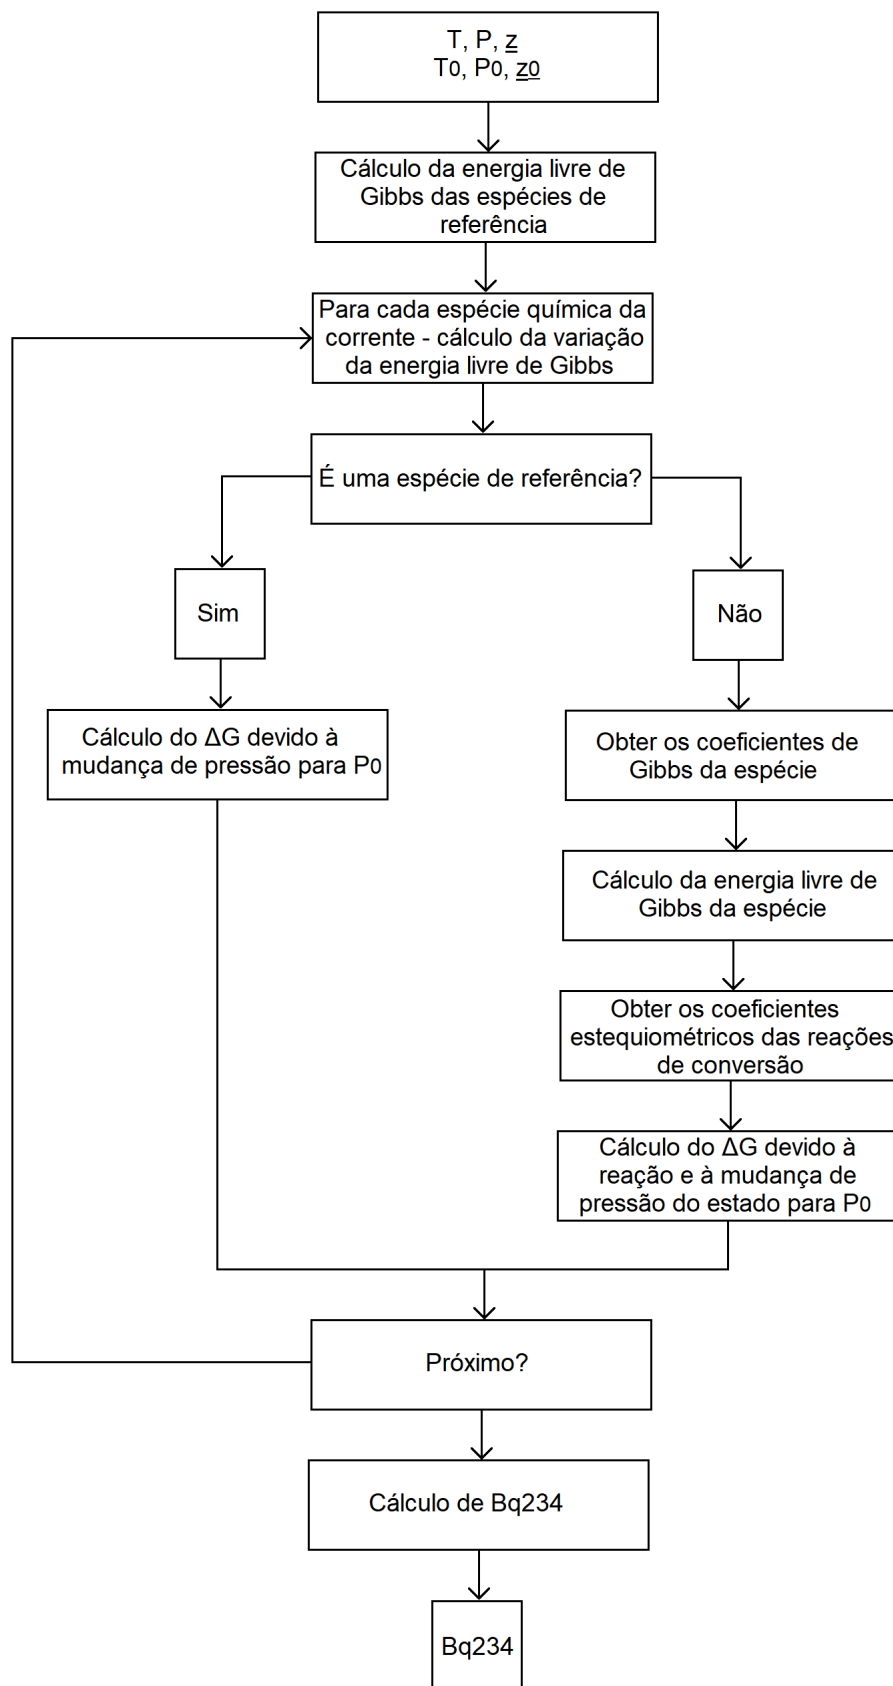 T, P, z
T0, P0, z0
Cálculo da energia livre de
Gibbs das espécies de
referência
Para cada espécie química da
corrente - cálculo da variação
da energia livre de Gibbs
É uma espécie de referência?
Sim
Não
Cálculo do ΔG devido à
mudança de pressão para P0
Obter os coeficientes de
Gibbs da espécie
Cálculo da energia livre de
Gibbs da espécie
Obter os coeficientes
estequiométricos das reações
de conversão
Cálculo do ΔG devido à
reação e à mudança de
pressão do estado para P0
Próximo?
Cálculo de Bq234
Bq234